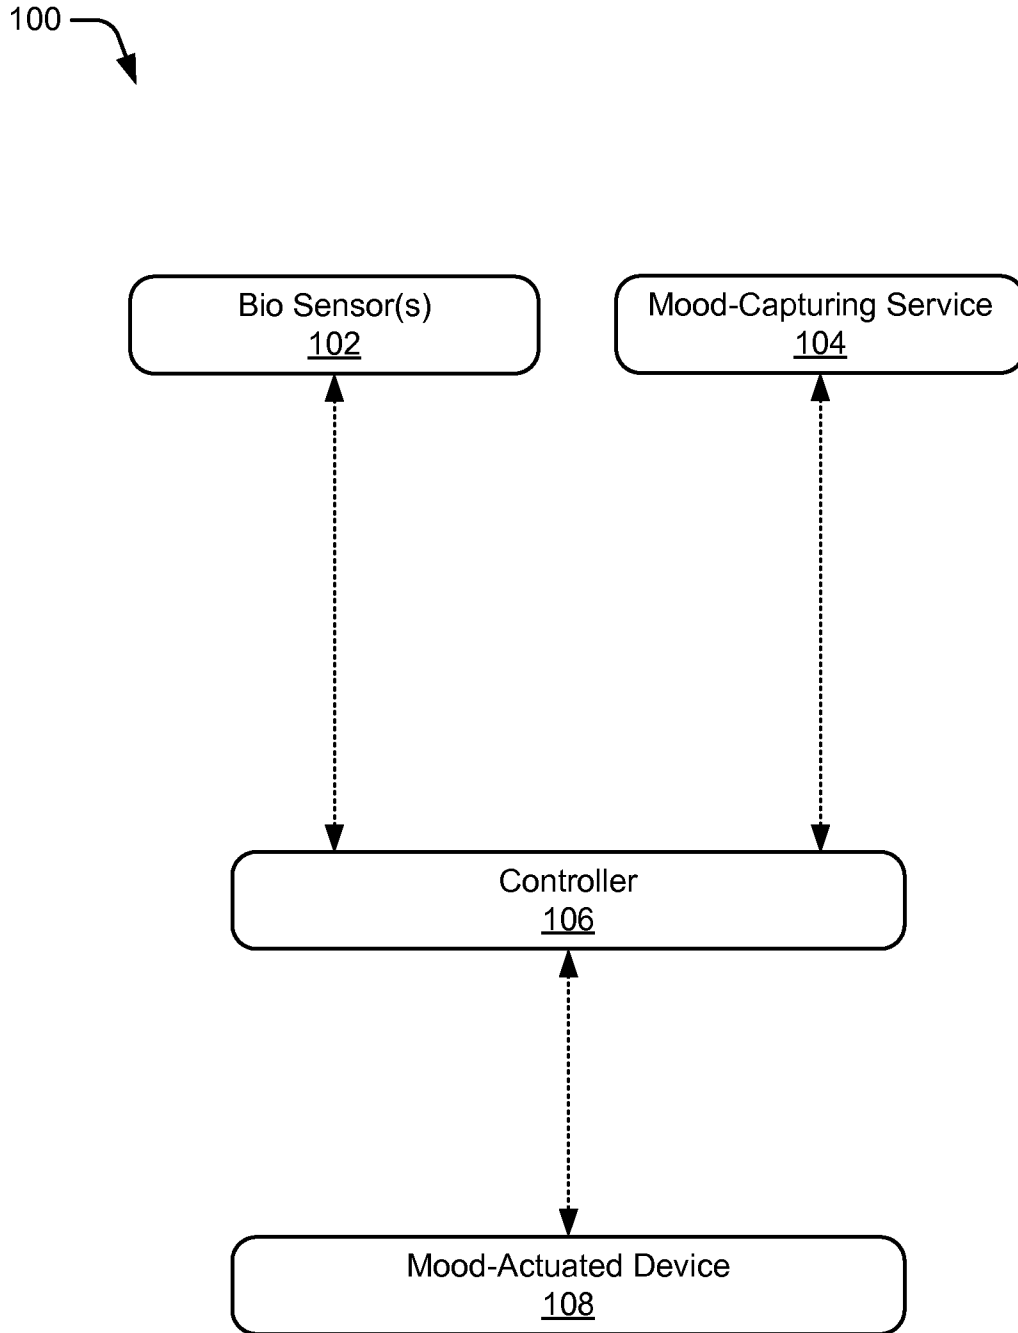 100
Bio Sensor(s)
102
Mood-Capturing Service
104
Controller
106
Mood-Actuated Device
108